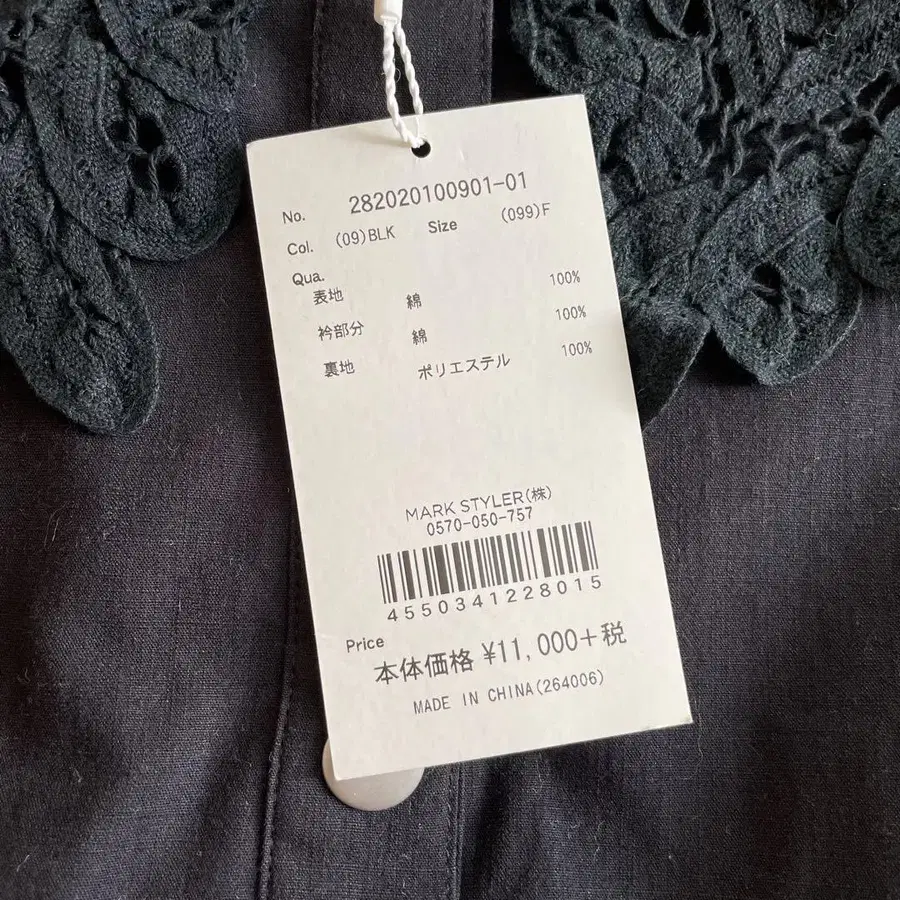 No. 282020100901-01
Col. (09)BLK Size (099)F
Qua.
表地 綿 100%
衿部分 綿 100%
裏地 ポリエステル 100%
MARK STYLER(株)
0570-050-757
4550341228015
Price
本体価格 ¥11,000+税
MADE IN CHINA(264006)